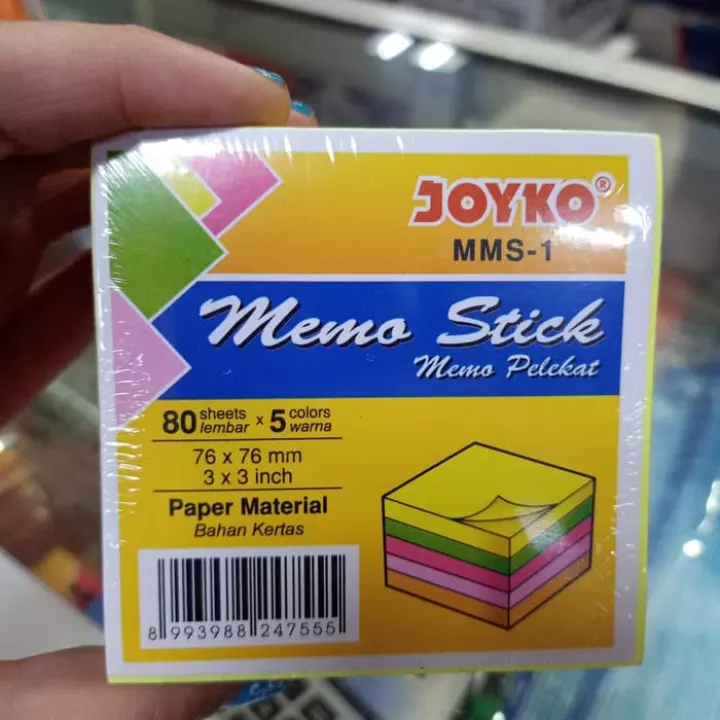 JOYKO®
MMS-1
Memo Stick
Memo Pelekat
80 sheets x 5 colors
lembar warna
76 x 76 mm
3 x 3 inch
Paper Material
Bahan Kertas
8 993988 247555